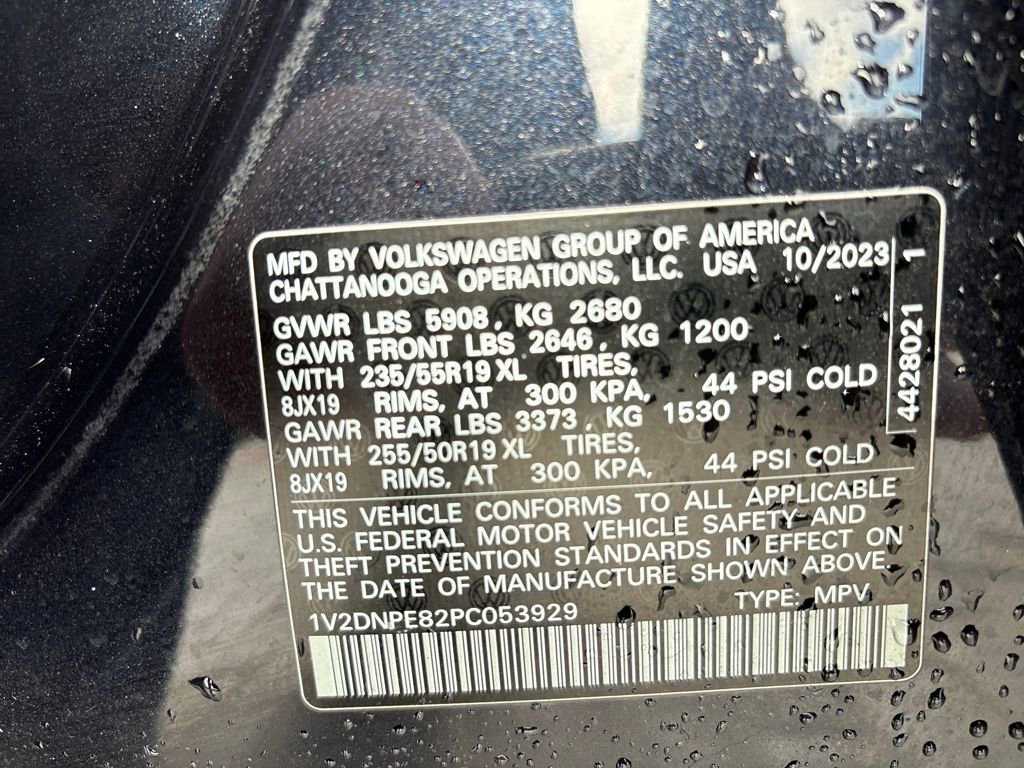 MFD BY VOLKSWAGEN GROUP OF AMERICA
CHATTANOOGA OPERATIONS, LLC. USA 10/2023
GVWR LBS 5908, KG 2680
GAWR FRONT LBS 2646, KG 1200
WITH 235/55R19 XL TIRES,
8JX19 RIMS, AT 300 KPA, 44 PSI COLD
GAWR REAR LBS 3373, KG 1530
WITH 255/50R19 XL TIRES,
8JX19 RIMS, AT 300 KPA, 44 PSI COLD
4428021 1
THIS VEHICLE CONFORMS TO ALL APPLICABLE
U.S. FEDERAL MOTOR VEHICLE SAFETY AND
THEFT PREVENTION STANDARDS IN EFFECT ON
THE DATE OF MANUFACTURE SHOWN ABOVE.
1V2DNPE82PC053929 TYPE: MPV